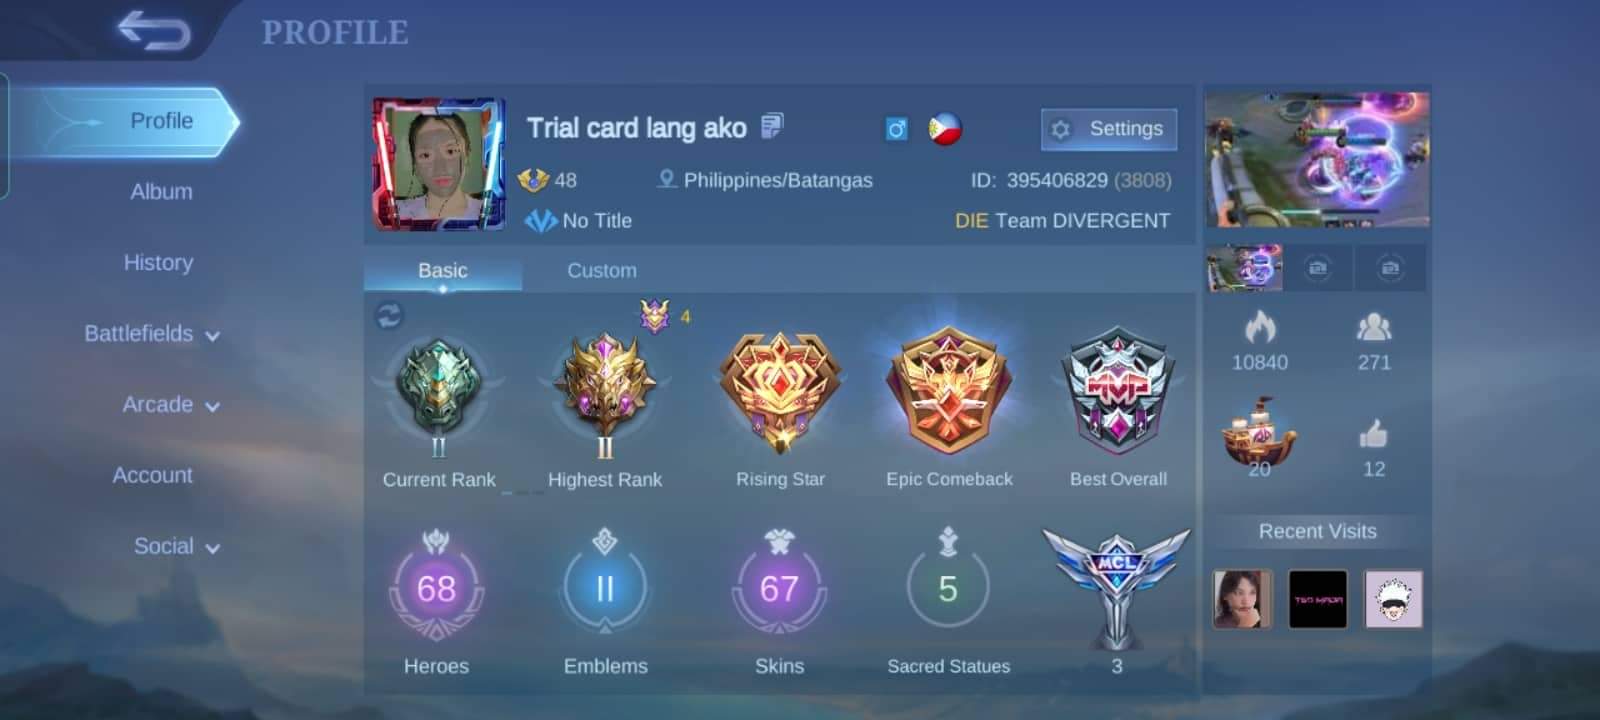 PROFILE
Profile
Album
History
Battlefields
Arcade
Account
Social
Trial card lang ako
Settings
48
Philippines/Batangas
ID: 395406829 (3808)
No Title
DIE Team DIVERGENT
Basic
Custom
4
II
II
MVP
Current Rank
Highest Rank
Rising Star
Epic Comeback
Best Overall
68
II
67
5
MCL
Heroes
Emblems
Skins
Sacred Statues
3
10840
271
20
12
Recent Visits